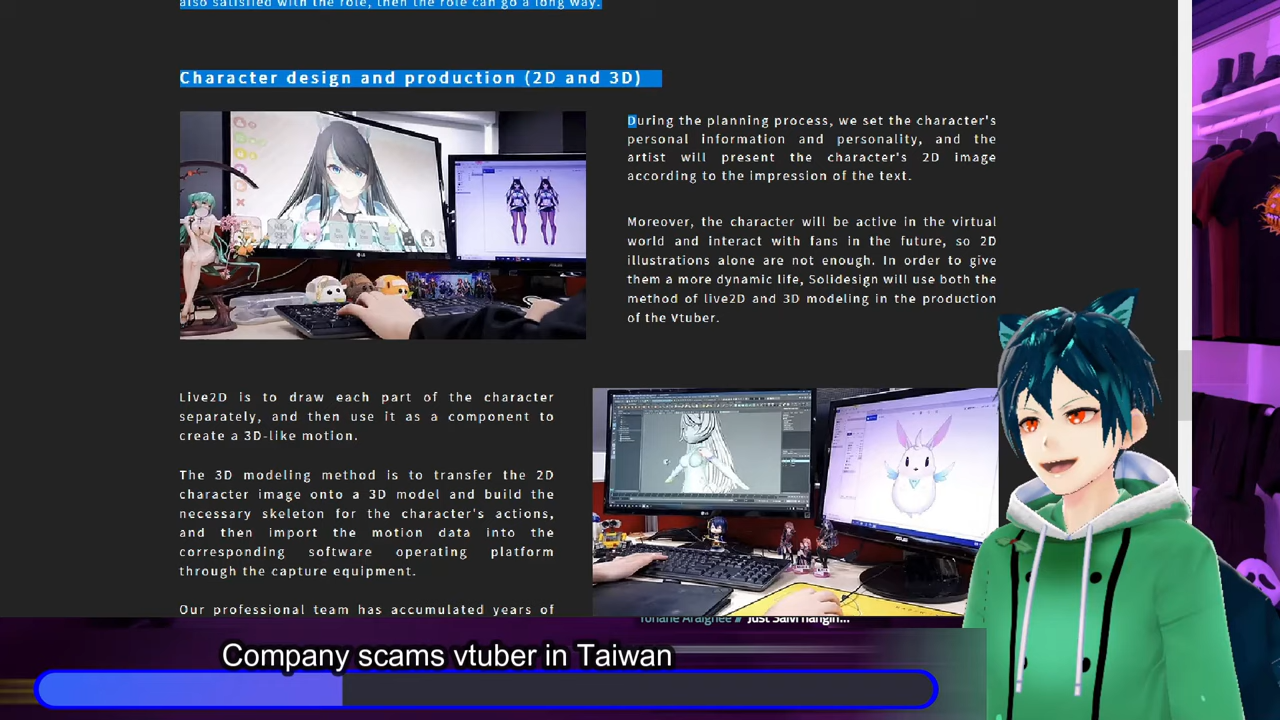 also satisfied with the role, then the role can go a long way.
Character design and production (2D and 3D)
During the planning process, we set the character's
personal information and personality, and the
artist will present the character's 2D image
according to the impression of the text.
Moreover, the character will be active in the virtual
world and interact with fans in the future, so 2D
illustrations alone are not enough. In order to give
them a more dynamic life, Solidesign will use both the
method of live2D and 3D modeling in the production
of the Vtuber.
Live2D is to draw each part of the character
separately, and then use it as a component to
create a 3D-like motion.
The 3D modeling method is to transfer the 2D
character image onto a 3D model and build the
necessary skeleton for the character's actions,
and then import the motion data into the
corresponding software operating platform
through the capture equipment.
Our professional team has accumulated years of
Yohane Araignee // Just Saivi hangin...
Company scams vtuber in Taiwan